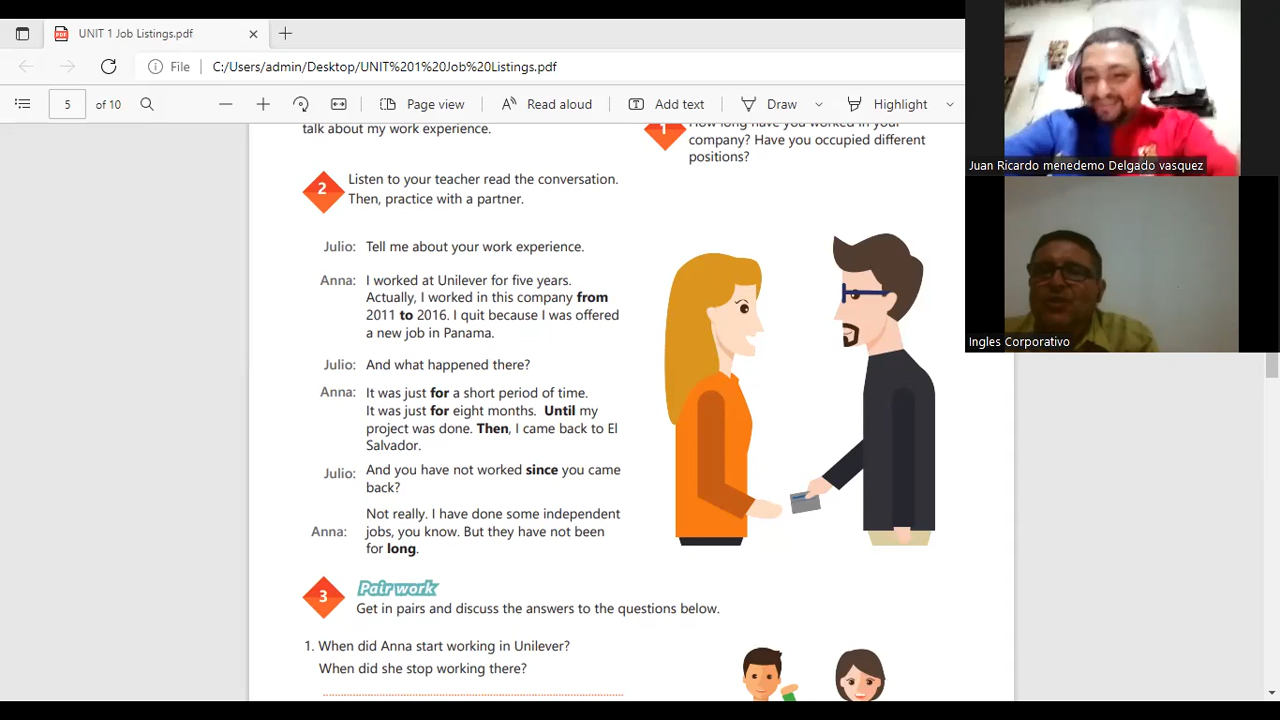 UNIT 1 Job Listings.pdf
File C:/Users/admin/Desktop/UNIT%201%20Job%20Listings.pdf
5 of 10 Page view Read aloud Add text Draw Highlight
talk about my work experience.
1 How long have you worked in your
company? Have you occupied different
positions?
2 Listen to your teacher read the conversation.
Then, practice with a partner.
Julio: Tell me about your work experience.
Anna: I worked at Unilever for five years.
Actually, I worked in this company from
2011 to 2016. I quit because I was offered
a new job in Panama.
Julio: And what happened there?
Anna: It was just for a short period of time.
It was just for eight months. Until my
project was done. Then, I came back to El
Salvador.
Julio: And you have not worked since you came
back?
Not really. I have done some independent
Anna: jobs, you know. But they have not been
for long.
3 Pair work
Get in pairs and discuss the answers to the questions below.
1. When did Anna start working in Unilever?
When did she stop working there?
Juan Ricardo menedemo Delgado vasquez
Ingles Corporativo